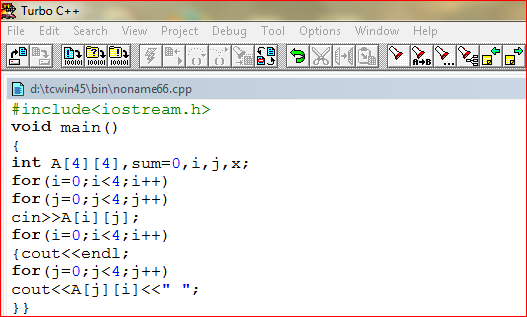 Turbo C++
File Edit Search View Project Debug Tool Options Window Help
d:\tcwin45\bin\noname66.cpp
#include<iostream.h>
void main()
{
int A[4][4],sum=0,i,j,x;
for(i=0;i<4;i++)
for(j=0;j<4;j++)
cin>>A[i][j];
for(i=0;i<4;i++)
{cout<<endl;
for(j=0;j<4;j++)
cout<<A[j][i]<<" ";
}}